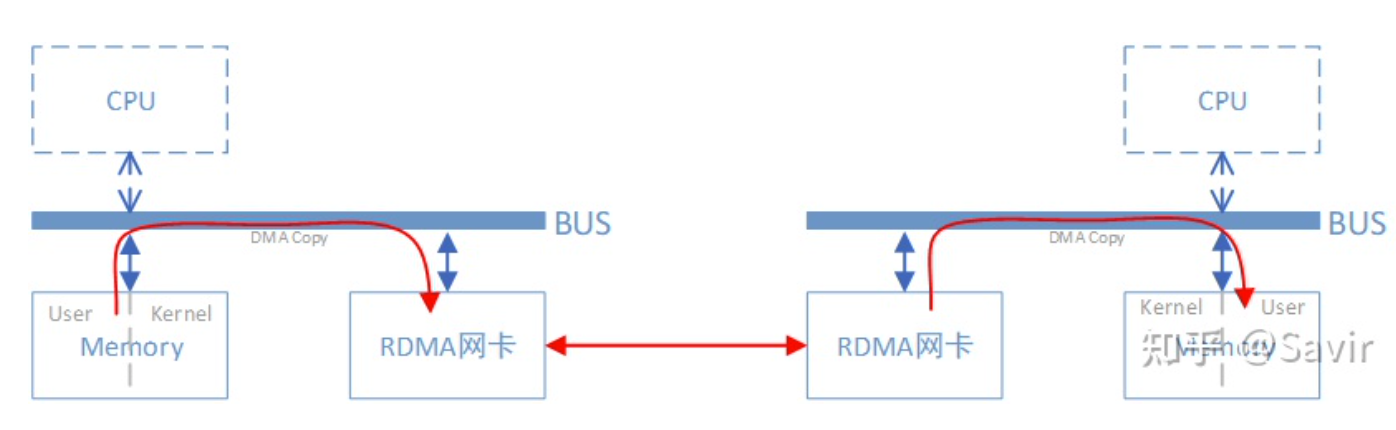 CPU
CPU
BUS
BUS
DMA Copy
DMA Copy
User
Kernel
Memory
RDMA网卡
RDMA网卡
Kernel
User
Memory
知乎 @Savir